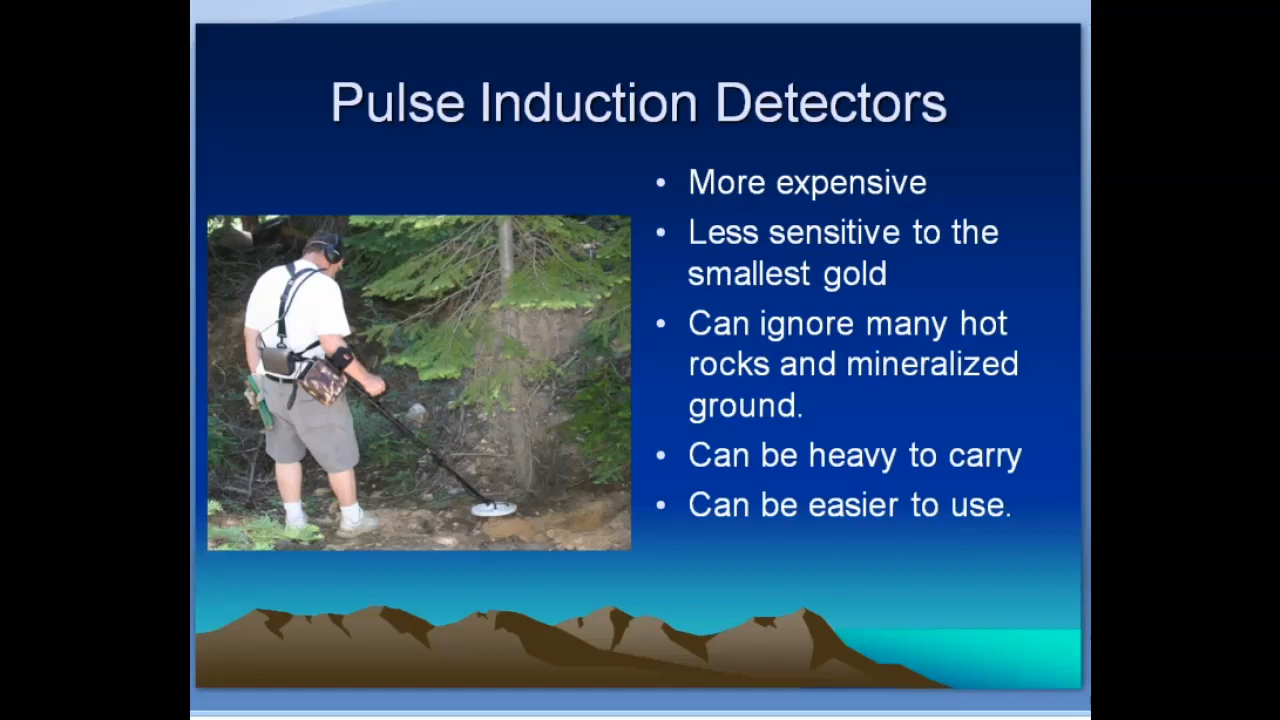 Pulse Induction Detectors
• More expensive
• Less sensitive to the
smallest gold
• Can ignore many hot
rocks and mineralized
ground.
• Can be heavy to carry
• Can be easier to use.